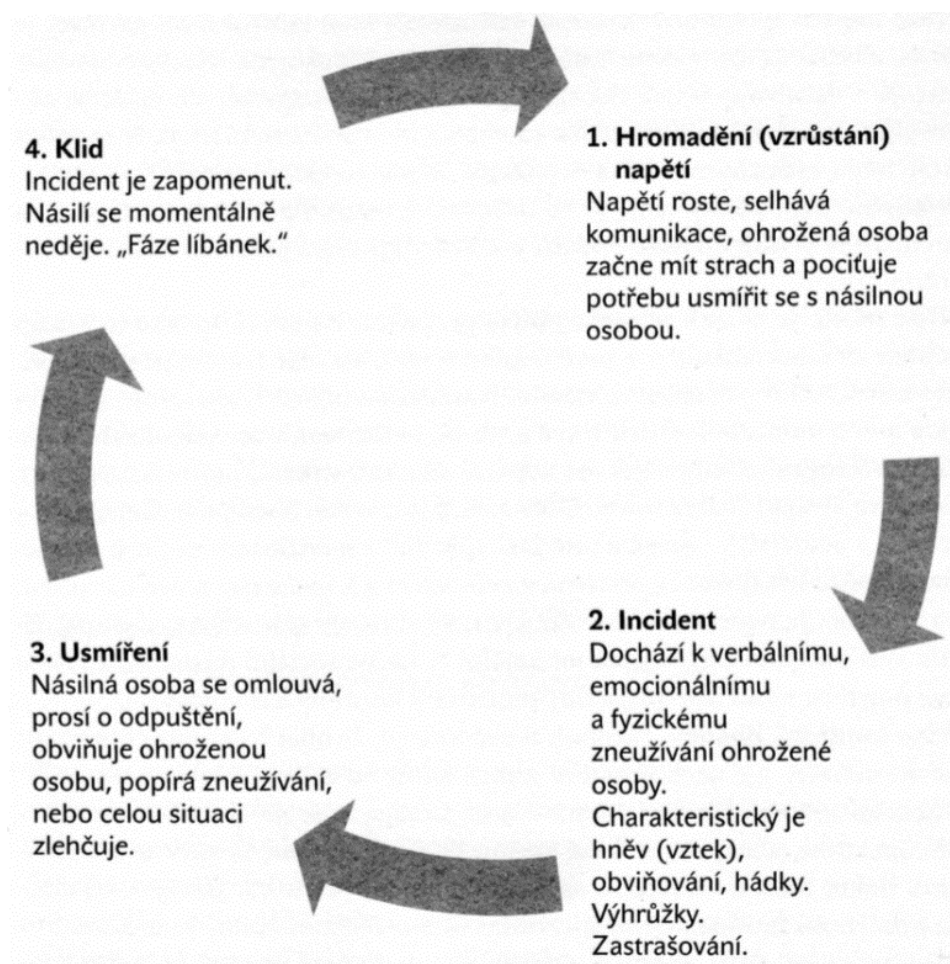 4. Klid
Incident je zapomenut.
Násilí se momentálně
neděje. „Fáze líbánek.“
1. Hromadění (vzrůstání)
napětí
Napětí roste, selhává
komunikace, ohrožená osoba
začne mít strach a pociťuje
potřebu usmířit se s násilnou
osobou.
3. Usmíření
Násilná osoba se omlouvá,
prosí o odpuštění,
obviňuje ohroženou
osobu, popírá zneužívání,
nebo celou situaci
zlehčuje.
2. Incident
Dochází k verbálnímu,
emocionálnímu
a fyzickému
zneužívání ohrožené
osoby.
Charakteristický je
hněv (vztek),
obviňování, hádky.
Výhrůžky.
Zastrašování.